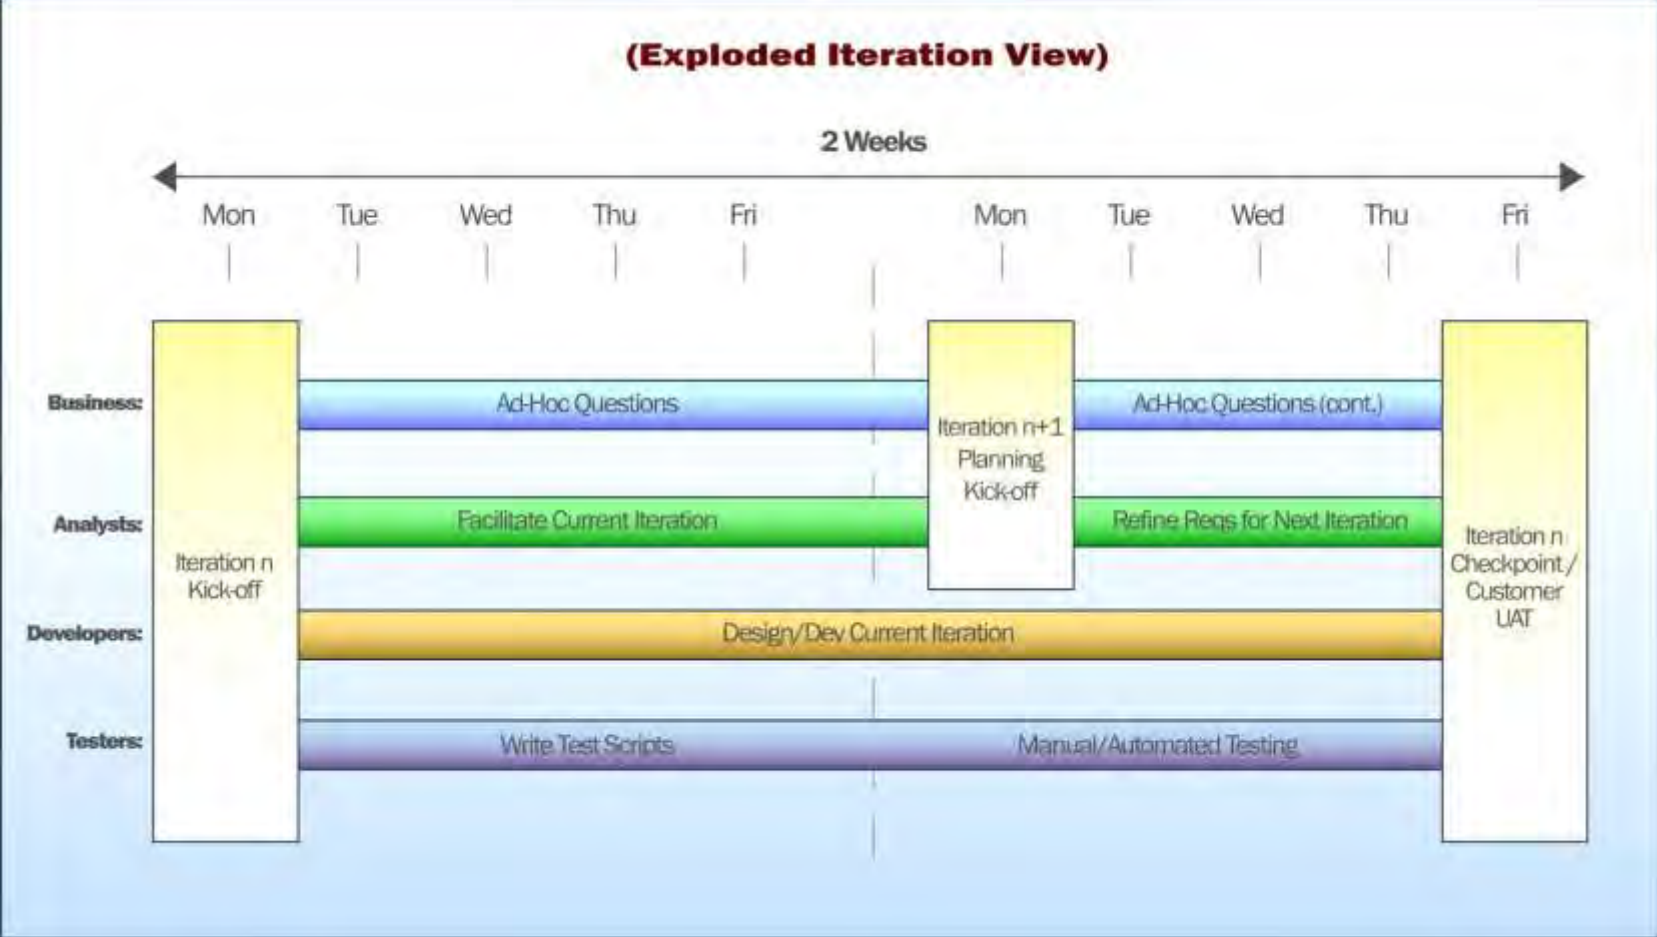 (Exploded Iteration View)
2 Weeks
Mon Tue Wed Thu Fri Mon Tue Wed Thu Fri
Business:
Ad-Hoc Questions
Ad-Hoc Questions (cont.)
Iteration n+1
Planning
Kick-off
Analysts:
Facilitate Current Iteration
Refine Reqs for Next Iteration
Iteration n
Kick-off
Iteration n
Checkpoint/
Customer
UAT
Developers:
Design/Dev Current Iteration
Testers:
Write Test Scripts
Manual/Automated Testing